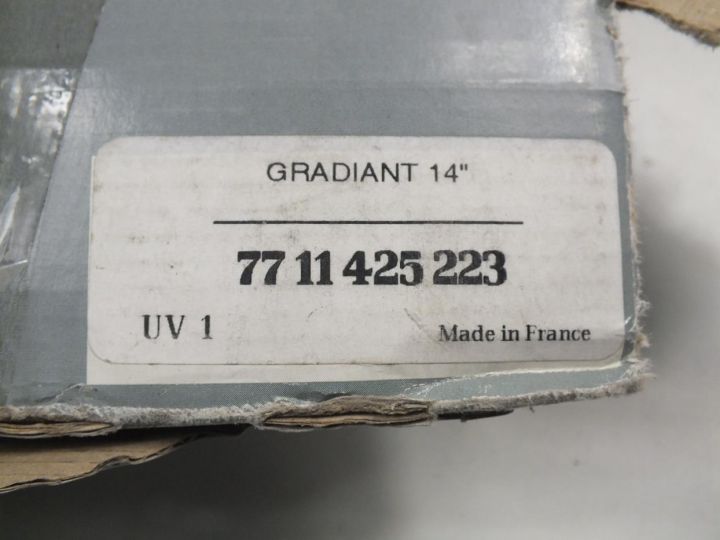 GRADIANT 14"
77 11 425 223
UV 1
Made in France